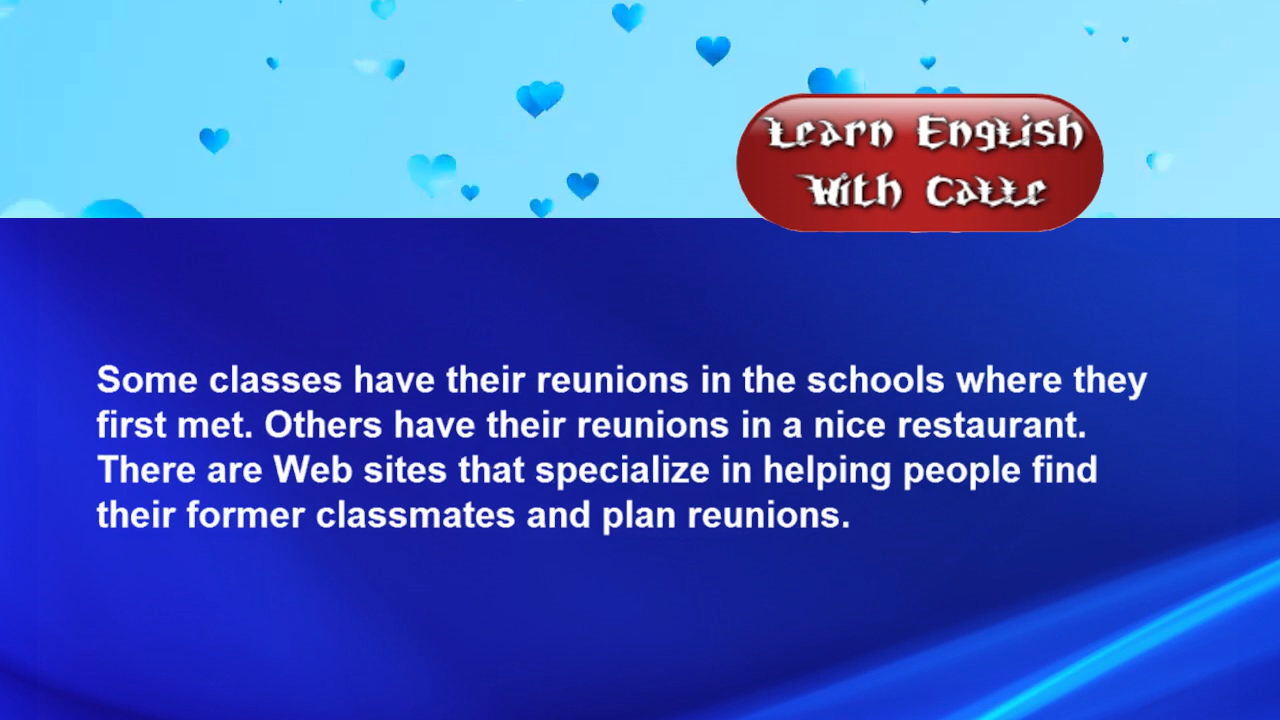 Learn English
With Calle
Some classes have their reunions in the schools where they
first met. Others have their reunions in a nice restaurant.
There are Web sites that specialize in helping people find
their former classmates and plan reunions.